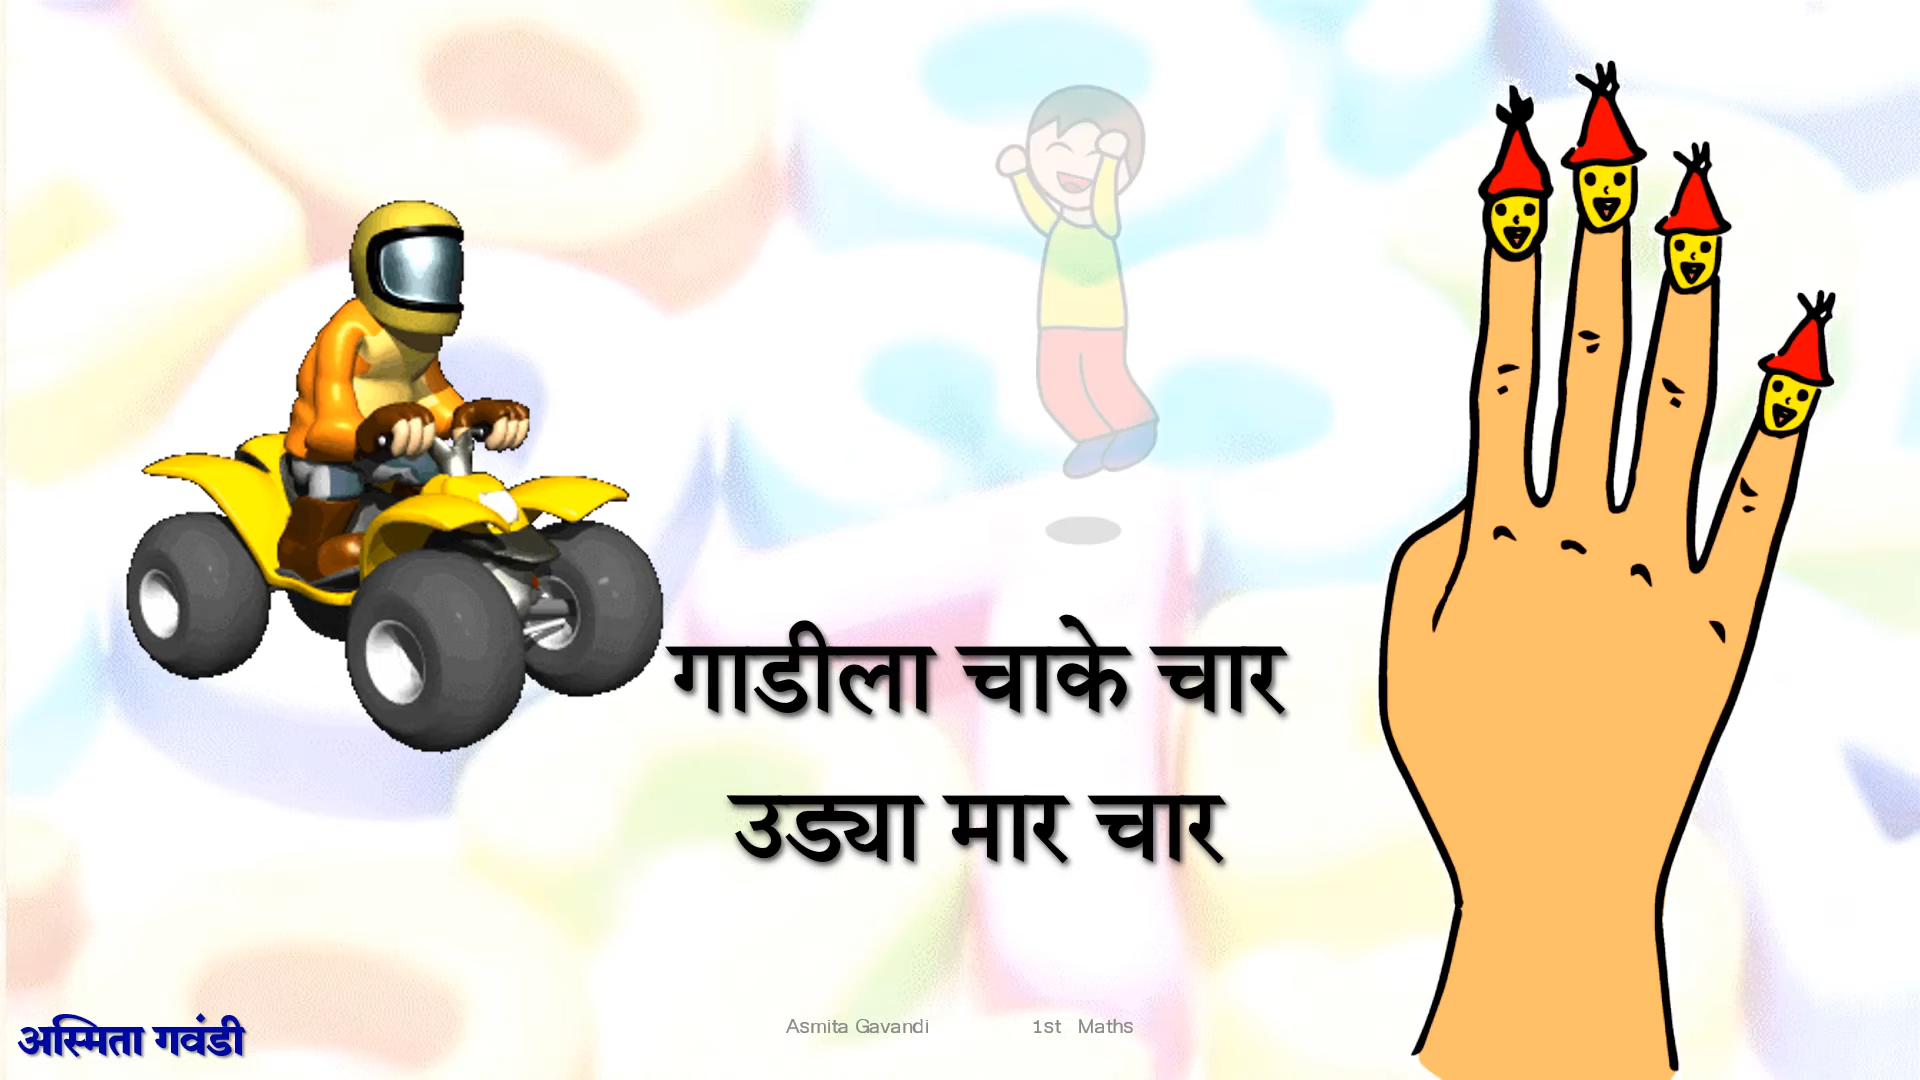 गाडीला चाके चार
उड्या मार चार
अस्मिता गवंडी
Asmita Gavandi 1st Maths